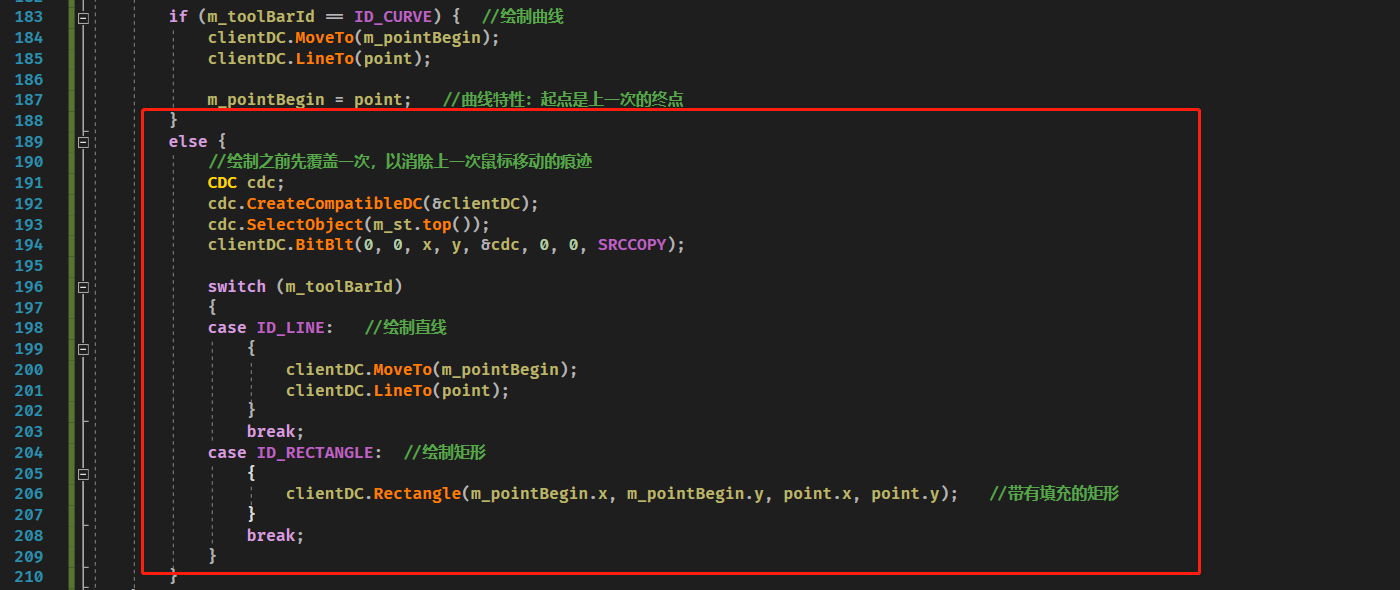 183 if (m_toolBarId == ID_CURVE) { //绘制曲线
184 clientDC.MoveTo(m_pointBegin);
185 clientDC.LineTo(point);
186
187 m_pointBegin = point; //曲线特性：起点是上一次的终点
188 }
189 else {
190 //绘制之前先覆盖一次，以消除上一次鼠标移动的痕迹
191 CDC cdc;
192 cdc.CreateCompatibleDC(&clientDC);
193 cdc.SelectObject(m_st.top());
194 clientDC.BitBlt(0, 0, x, y, &cdc, 0, 0, SRCCOPY);
195
196 switch (m_toolBarId)
197 {
198 case ID_LINE: //绘制直线
199 {
200 clientDC.MoveTo(m_pointBegin);
201 clientDC.LineTo(point);
202 }
203 break;
204 case ID_RECTANGLE: //绘制矩形
205 {
206 clientDC.Rectangle(m_pointBegin.x, m_pointBegin.y, point.x, point.y); //带有填充的矩形
207 }
208 break;
209 }
210 }